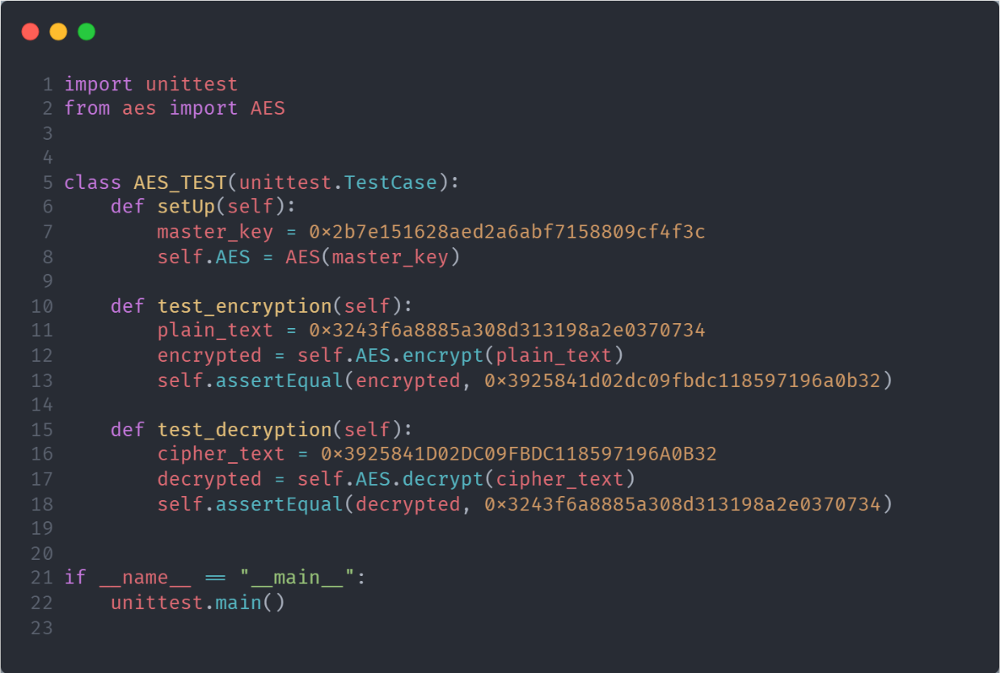 1 import unittest
2 from aes import AES
3
4
5 class AES_TEST(unittest.TestCase):
6     def setUp(self):
7         master_key = 0x2b7e151628aed2a6abf7158809cf4f3c
8         self.AES = AES(master_key)
9
10     def test_encryption(self):
11         plain_text = 0x3243f6a8885a308d313198a2e0370734
12         encrypted = self.AES.encrypt(plain_text)
13         self.assertEqual(encrypted, 0x3925841d02dc09fbdc118597196a0b32)
14
15     def test_decryption(self):
16         cipher_text = 0x3925841D02DC09FBDC118597196A0B32
17         decrypted = self.AES.decrypt(cipher_text)
18         self.assertEqual(decrypted, 0x3243f6a8885a308d313198a2e0370734)
19
20
21 if __name__ == "__main__":
22     unittest.main()
23